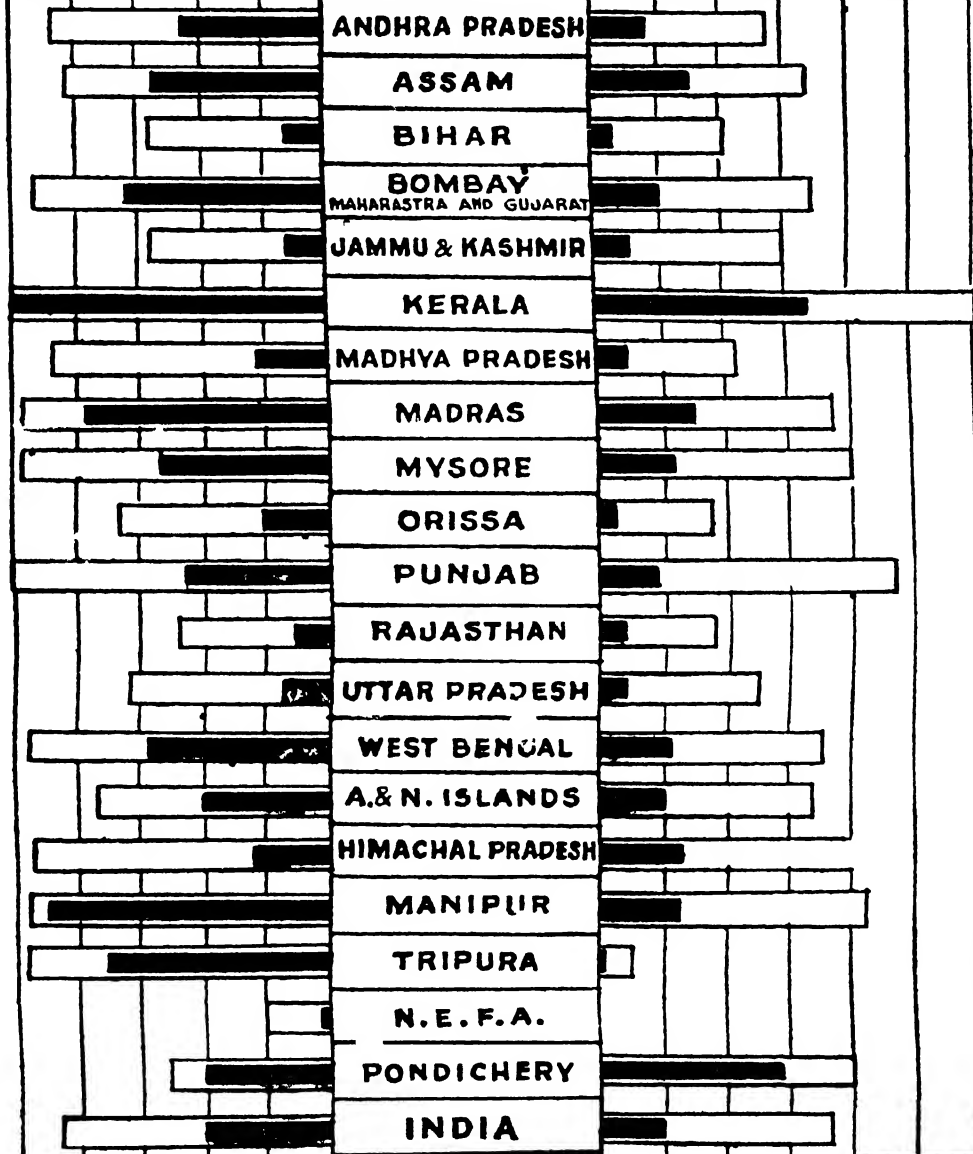 ANDHRA PRADESH
ASSAM
BIHAR
BOMBAY
MAHARASTRA AND GUJARAT
JAMMU & KASHMIR
KERALA
MADHYA PRADESH
MADRAS
MYSORE
ORISSA
PUNJAB
RAJASTHAN
UTTAR PRADESH
WEST BENGAL
A.& N. ISLANDS
HIMACHAL PRADESH
MANIPUR
TRIPURA
N.E.F.A.
PONDICHERY
INDIA